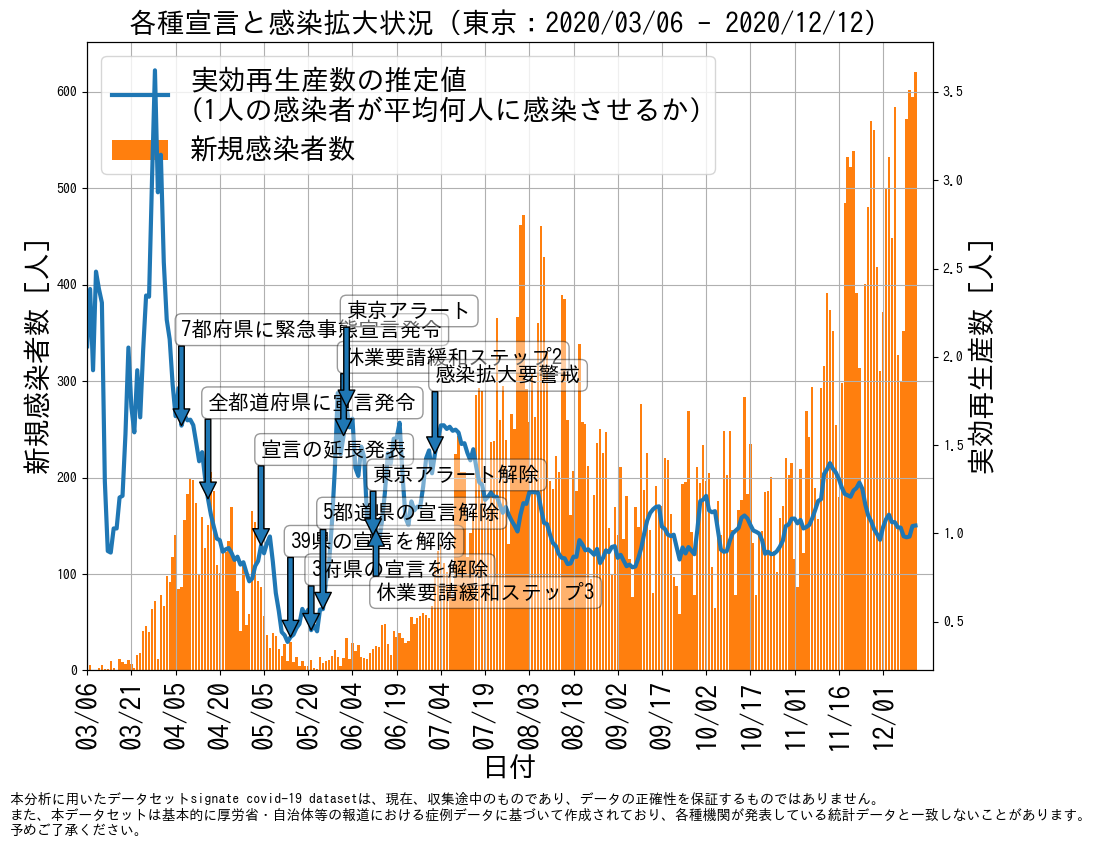 各種宣言と感染拡大状況 (東京：2020/03/06 - 2020/12/12)
実効再生産数の推定値
(1人の感染者が平均何人に感染させるか)
新規感染者数
新規感染者数 [人]
600
500
400
300
200
100
0
3.5
3.0
2.5
2.0
1.5
1.0
0.5
実効再生産数 [人]
東京アラート
7都府県に緊急事態宣言発令
休業要請緩和ステップ2
感染拡大要警戒
全都道府県に宣言発令
宣言の延長発表
東京アラート解除
5都道県の宣言解除
39県の宣言を解除
3府県の宣言を解除
休業要請緩和ステップ3
03/06
03/21
04/05
04/20
05/05
05/20
06/04
06/19
07/04
07/19
08/03
08/18
09/02
09/17
10/02
10/17
11/01
11/16
12/01
日付
本分析に用いたデータセットsignate covid-19 datasetは、現在、収集途中のものであり、データの正確性を保証するものではありません。
また、本データセットは基本的に厚労省・自治体等の報道における症例データに基づいて作成されており、各種機関が発表している統計データと一致しないことがあります。
予めご了承ください。